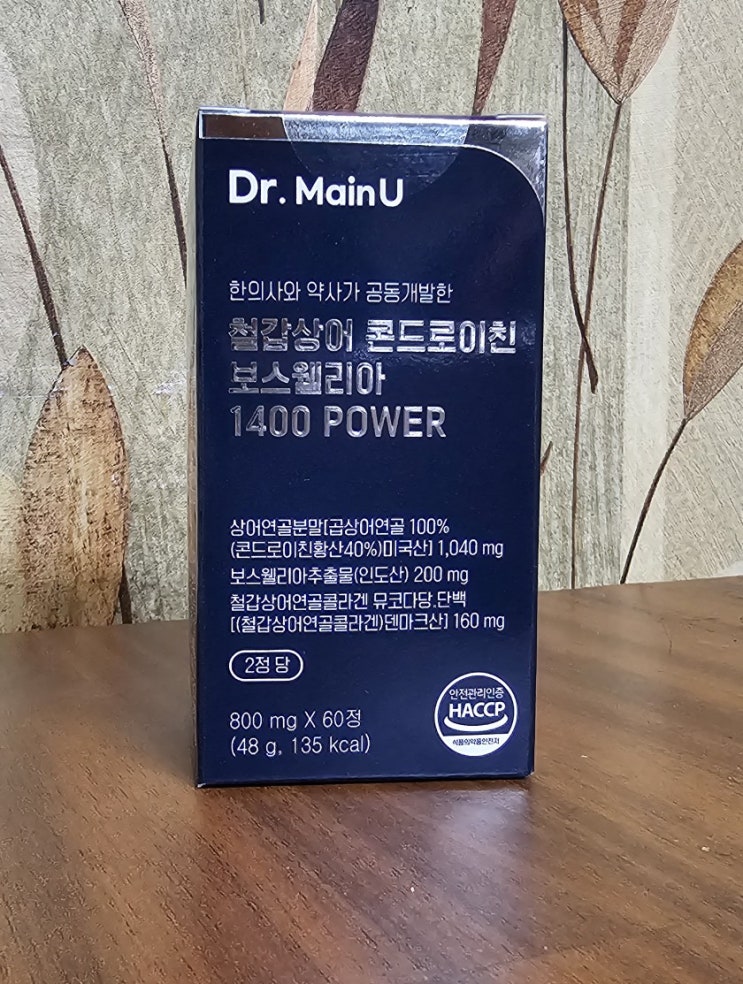 Dr. MainU
한의사와 약사가 공동개발한
철갑상어 콘드로이친
보스웰리아
1400 POWER
상어연골분말[곱상어연골 100%
(콘드로이친황산40%)미국산] 1,040 mg
보스웰리아추출물(인도산) 200 mg
철갑상어연골콜라겐 뮤코다당.단백
[(철갑상어연골콜라겐)덴마크산] 160 mg
2정 당
800 mg X 60정
(48 g, 135 kcal)
안전관리인증
HACCP
식품의약품안전처